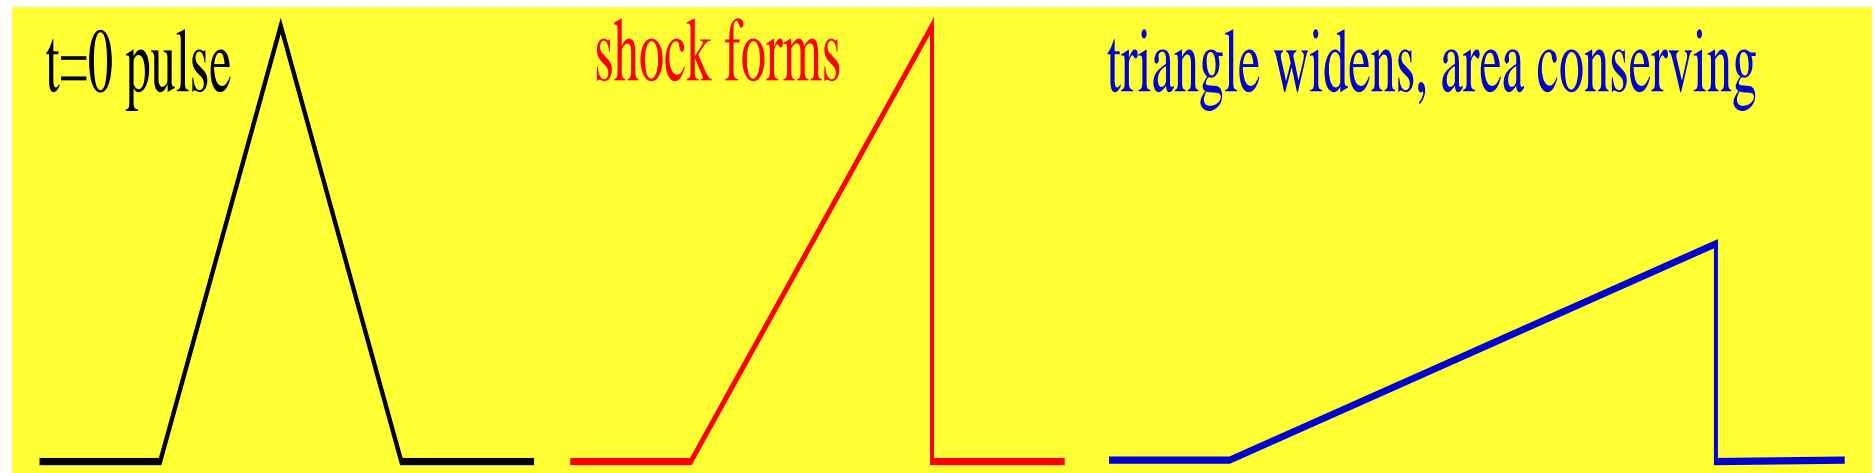 t=0 pulse
shock forms
triangle widens, area conserving